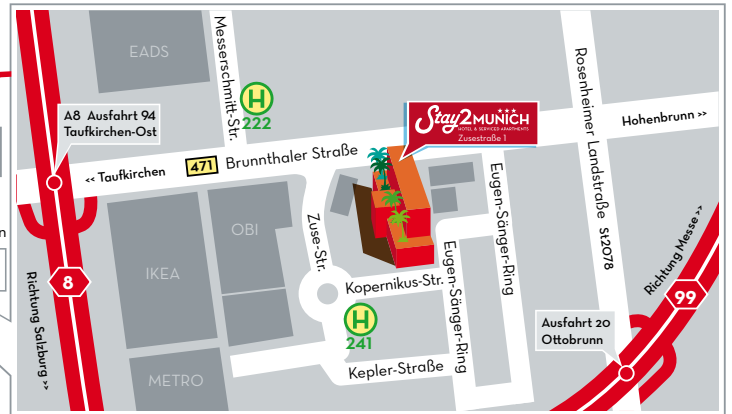 EADS
Messerschmitt-Str.
H
222
A8 Ausfahrt 94
Taufkirchen-Ost
<< Taufkirchen
471
Brunnthaler Straße
Stay2MUNICH
HOTEL & SERVICED APARTMENTS
Zusestraße 1
Hohenbrunn >>
Rosenheimer Landstraße St2078
IKEA
OBI
METRO
Zuse-Str.
Kopernikus-Str.
H
241
Kepler-Straße
Eugen-Sänger-Ring
Eugen-Sänger-Ring
8
Richtung Salzburg >>
Richtung Messe >>
99
Ausfahrt 20
Ottobrunn
n